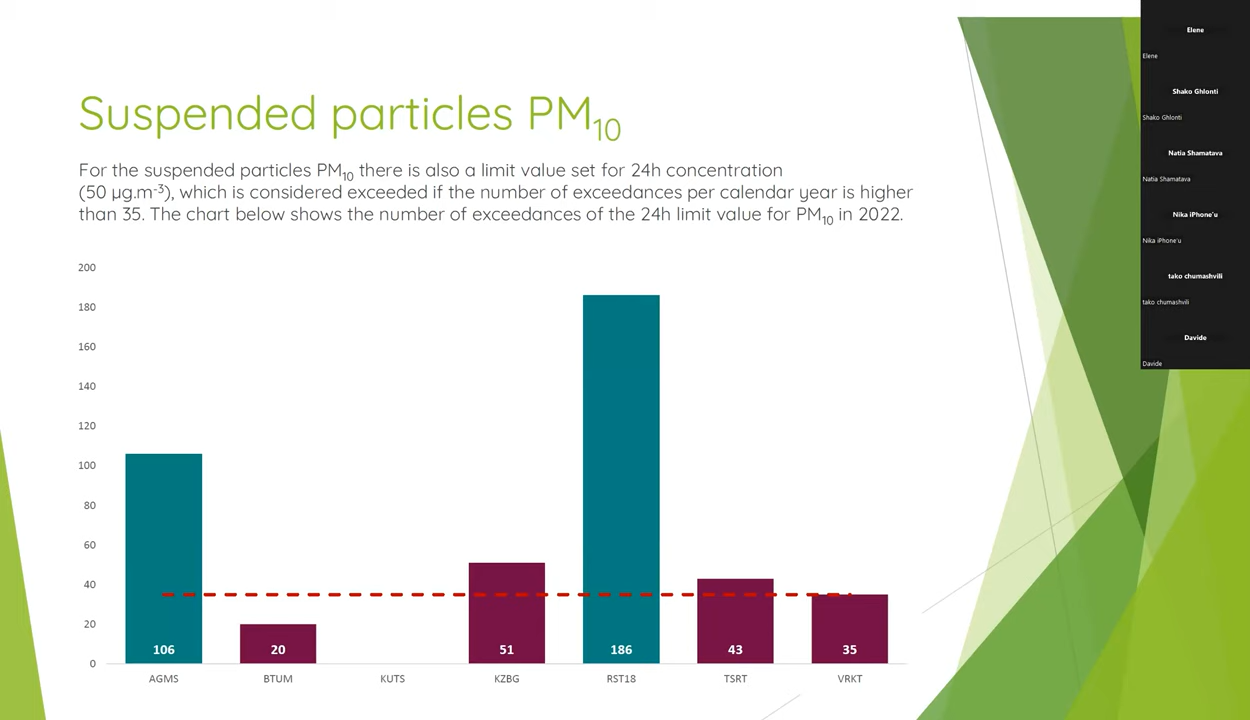 Suspended particles PM10
For the suspended particles PM10 there is also a limit value set for 24h concentration
(50 µg.m-3), which is considered exceeded if the number of exceedances per calendar year is higher
than 35. The chart below shows the number of exceedances of the 24h limit value for PM10 in 2022.
200
180
160
140
120
100
80
60
40
20
0
106
20
51
186
43
35
AGMS
BTUM
KUTS
KZBG
RST18
TSRT
VRKT
Elene
Elene
Shako Ghlonti
Shako Ghlonti
Natia Shamatava
Natia Shamatava
Nika iPhone'u
Nika iPhone'u
tako chumashvili
tako chumashvili
Davide
Davide